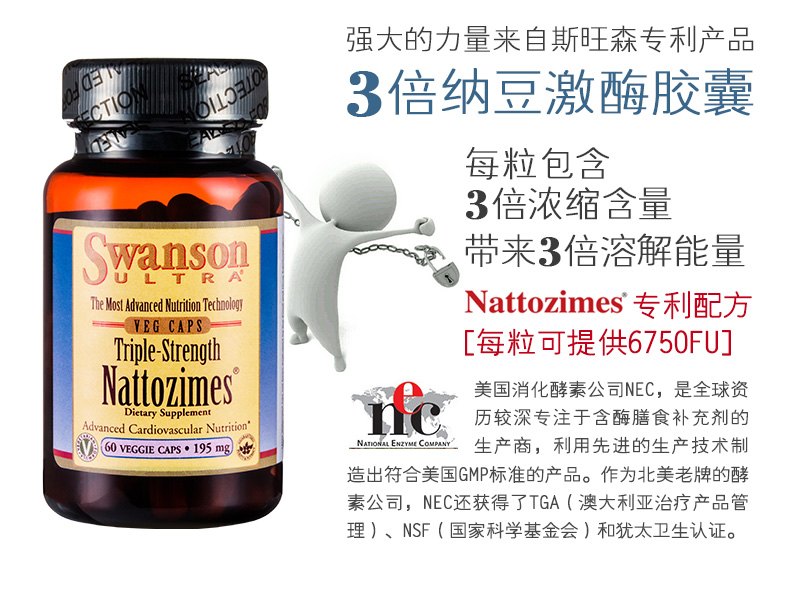 强大的力量来自斯旺森专利产品
3倍纳豆激酶胶囊
每粒包含
3倍浓缩含量
带来3倍溶解能量
Nattozimes® 专利配方
[每粒可提供6750FU]
Swanson
ULTRA®
The Most Advanced Nutrition Technology
VEG CAPS
Triple-Strength
Nattozimes®
Dietary Supplement
Advanced Cardiovascular Nutrition*
60 VEGGIE CAPS • 195 mg
nec
NATIONAL ENZYME COMPANY
美国消化酵素公司NEC，是全球资
历较深专注于含酶膳食补充剂的
生产商，利用先进的生产技术制
造出符合美国GMP标准的产品。作为北美老牌的酵
素公司，NEC还获得了TGA（澳大利亚治疗产品管
理）、NSF（国家科学基金会）和犹太卫生认证。